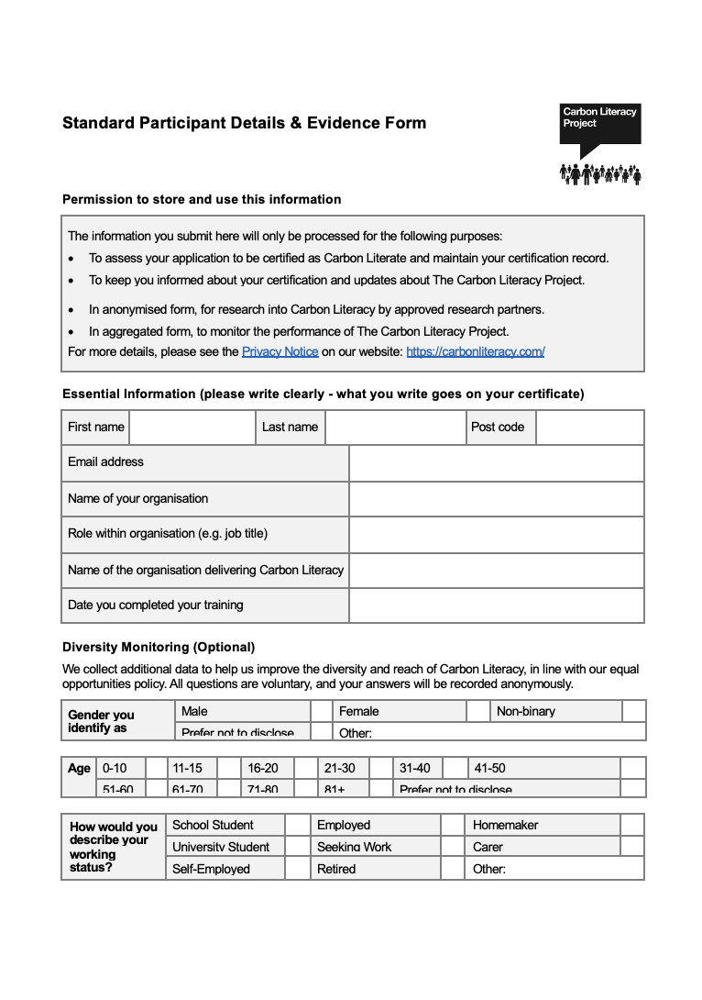 Carbon Literacy
Project
Standard Participant Details & Evidence Form
Permission to store and use this information
The information you submit here will only be processed for the following purposes:
• To assess your application to be certified as Carbon Literate and maintain your certification record.
• To keep you informed about your certification and updates about The Carbon Literacy Project.
• In anonymised form, for research into Carbon Literacy by approved research partners.
• In aggregated form, to monitor the performance of The Carbon Literacy Project.
For more details, please see the Privacy Notice on our website: https://carbonliteracy.com/
Essential Information (please write clearly - what you write goes on your certificate)
First name Last name Post code
Email address
Name of your organisation
Role within organisation (e.g. job title)
Name of the organisation delivering Carbon Literacy
Date you completed your training
Diversity Monitoring (Optional)
We collect additional data to help us improve the diversity and reach of Carbon Literacy, in line with our equal
opportunities policy. All questions are voluntary, and your answers will be recorded anonymously.
Gender you
identify as
Male Female Non-binary
Prefer not to disclose Other:
Age 0-10 11-15 16-20 21-30 31-40 41-50
51-60 61-70 71-80 81+ Prefer not to disclose
How would you
describe your
working
status?
School Student Employed Homemaker
University Student Seeking Work Carer
Self-Employed Retired Other: